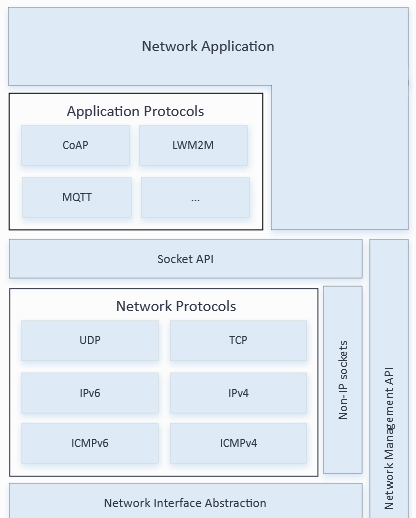 Network Application
Application Protocols
CoAP
LWM2M
MQTT
...
Socket API
Network Protocols
UDP
TCP
IPv6
IPv4
ICMPv6
ICMPv4
Non-IP sockets
Network Management API
Network Interface Abstraction